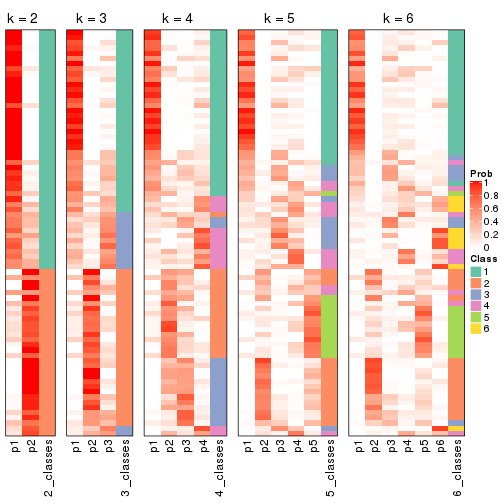 k = 2
k = 3
k = 4
k = 5
k = 6
Prob
1
0.8
0.6
0.4
0.2
0
Class
1
2
3
4
5
6
p1
p2
2_classes
p1
p2
p3
3_classes
p1
p2
p3
p4
4_classes
p1
p2
p3
p4
p5
5_classes
p1
p2
p3
p4
p5
p6
6_classes